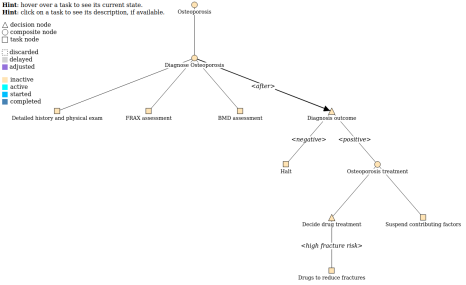 Hint: hover over a task to see its current state.
Hint: click on a task to see its description, if available.
Osteoporosis
decision node
composite node
task node
discarded
delayed
adjusted
inactive
active
started
completed
Diagnose Osteoporosis
<after>
Detailed history and physical exam
FRAX assessment
BMD assessment
Diagnosis outcome
<negative>
<positive>
Halt
Osteoporosis treatment
Decide drug treatment
Suspend contributing factors
<high fracture risk>
Drugs to reduce fractures